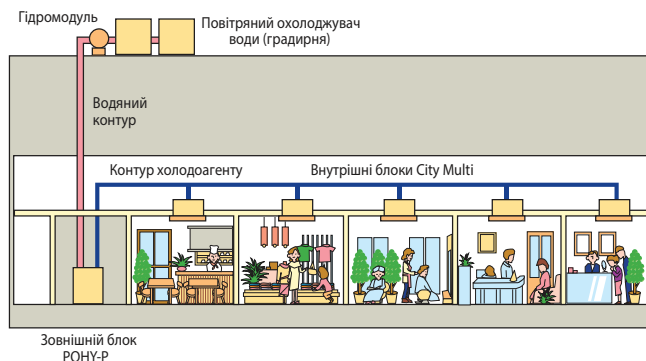 Гідромодуль
Повітряний охолоджувач
води (градирня)
Водяний
контур
Контур холодоагенту
Внутрішні блоки City Multi
Зовнішній блок
PQHY-P